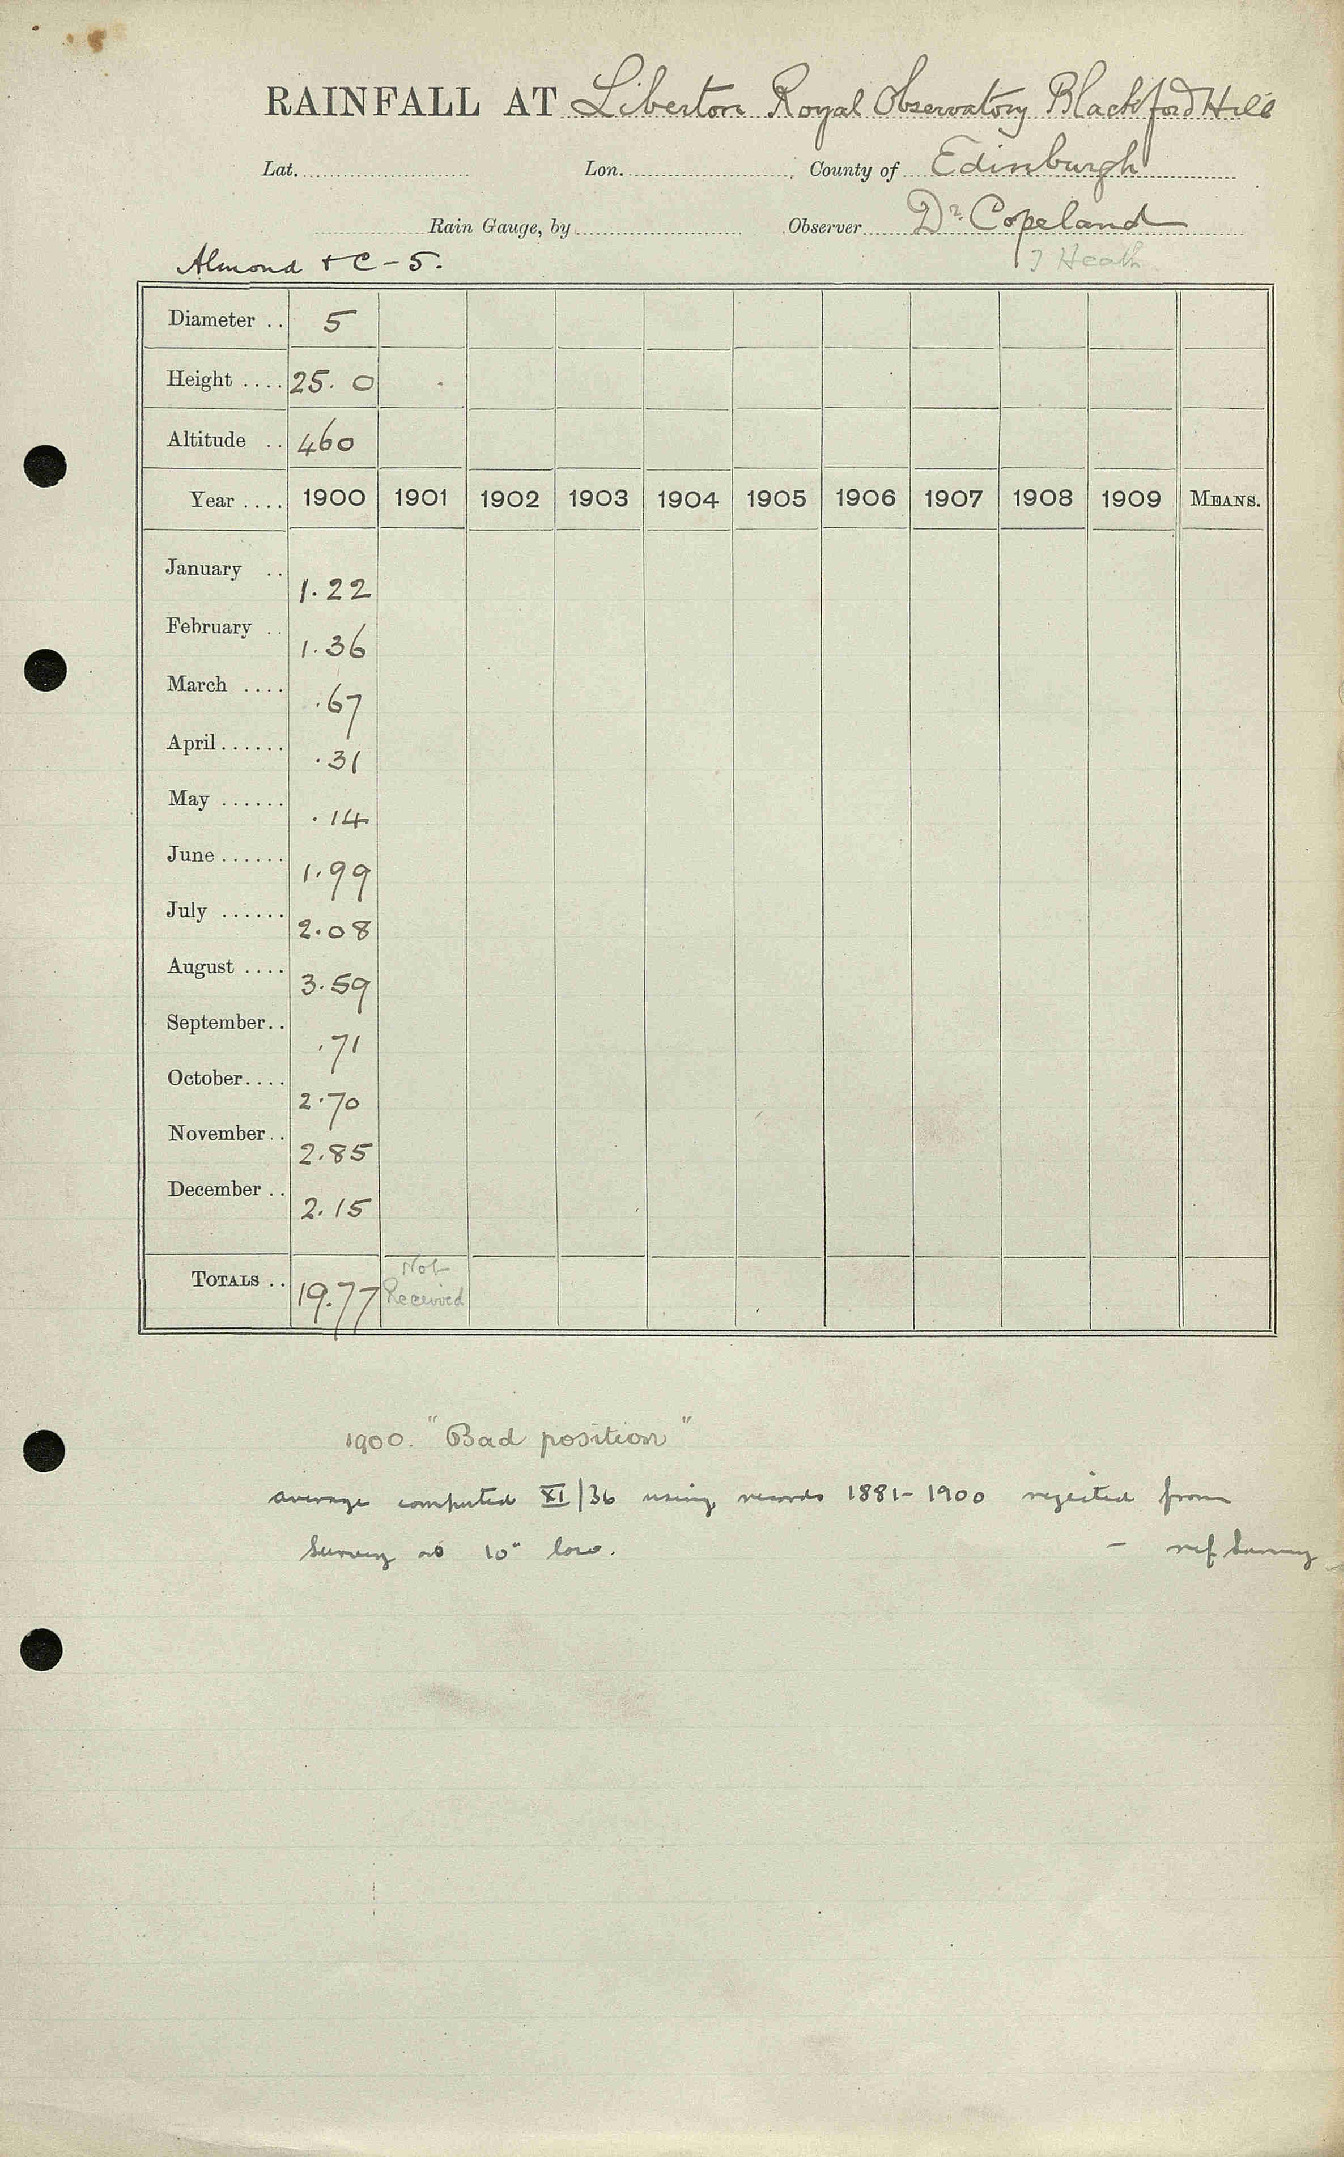 RAINFALL AT Liberton Royal Observatory Blackford Hill
Lat. Lon. County of Edinburgh
Rain Gauge, by Observer Dr. Copeland
Almond & C - 5. T Heath
Diameter .. 5
Height .... 25. 0
Altitude .. 460
Year .... 1900 1901 1902 1903 1904 1905 1906 1907 1908 1909 MEANS.
January .. 1.22
February .. 1.36
March .... .67
April ...... .31
May ...... .14
June ...... 1.99
July ...... 2.08
August .... 3.59
September .. .71
October .... 2.70
November .. 2.85
December .. 2.15
TOTALS .. 19.77 Not Received
1900. "Bad position"
average computed XI/36 using records 1881-1900 rejected from
Survey as 10" low. - ref Survey